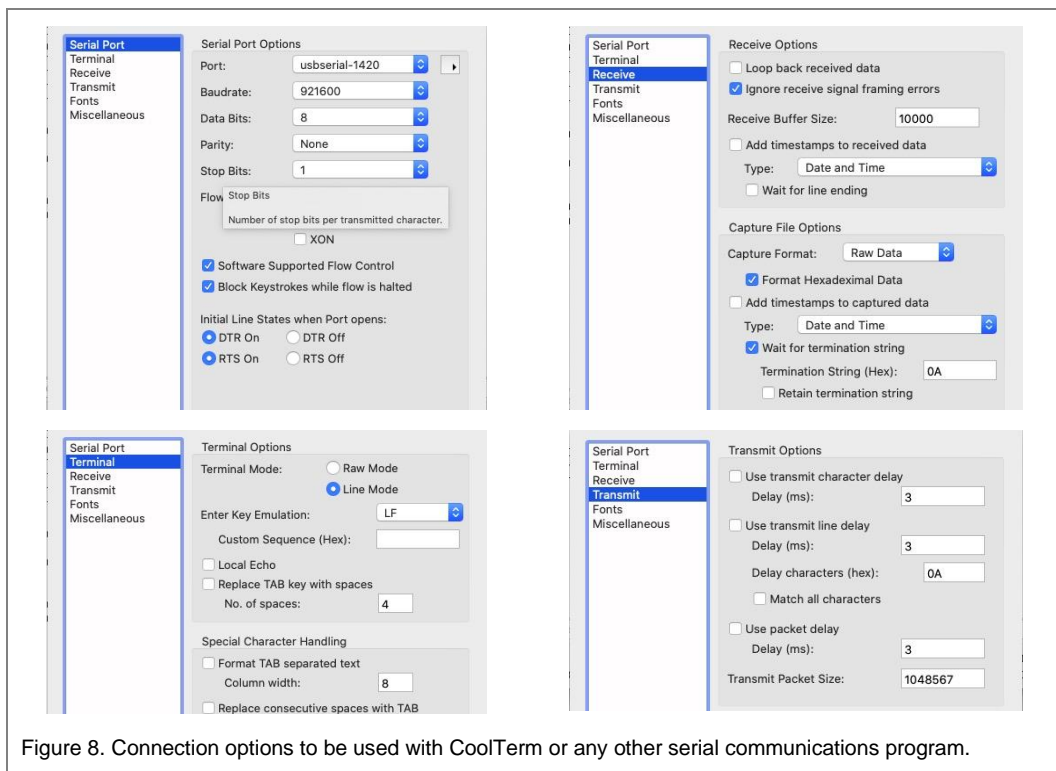 Serial Port
Terminal
Receive
Transmit
Fonts
Miscellaneous
Serial Port Options
Port: usbserial-1420
Baudrate: 921600
Data Bits: 8
Parity: None
Stop Bits: 1
Flow
Stop Bits
Number of stop bits per transmitted character.
XON
Software Supported Flow Control
Block Keystrokes while flow is halted
Initial Line States when Port opens:
DTR On DTR Off
RTS On RTS Off
Serial Port
Terminal
Receive
Transmit
Fonts
Miscellaneous
Receive Options
Loop back received data
Ignore receive signal framing errors
Receive Buffer Size: 10000
Add timestamps to received data
Type: Date and Time
Wait for line ending
Capture File Options
Capture Format: Raw Data
Format Hexadeximal Data
Add timestamps to captured data
Type: Date and Time
Wait for termination string
Termination String (Hex): 0A
Retain termination string
Serial Port
Terminal
Receive
Transmit
Fonts
Miscellaneous
Terminal Options
Terminal Mode: Raw Mode
Line Mode
Enter Key Emulation: LF
Custom Sequence (Hex):
Local Echo
Replace TAB key with spaces
No. of spaces: 4
Special Character Handling
Format TAB separated text
Column width: 8
Replace consecutive spaces with TAB
Serial Port
Terminal
Receive
Transmit
Fonts
Miscellaneous
Transmit Options
Use transmit character delay
Delay (ms): 3
Use transmit line delay
Delay (ms): 3
Delay characters (hex): 0A
Match all characters
Use packet delay
Delay (ms): 3
Transmit Packet Size: 1048567
Figure 8. Connection options to be used with CoolTerm or any other serial communications program.